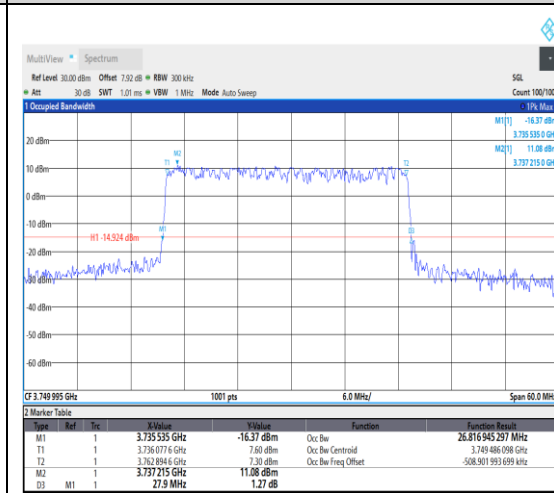 MultiView Spectrum
Ref Level 30.00 dBm Offset 7.92 dB RBW 300 kHz SGL
Att 30 dB SWT 1.01 ms VBW 1 MHz Mode Auto Sweep Count 100/100
1 Occupied Bandwidth 1Pk Max
M1[1] -16.37 dBm
3.735 535 0 GHz
M2[1] 11.08 dBm
3.737 215 0 GHz
20 dBm
M2
T1 T2
10 dBm
0 dBm
-10 dBm
M1 D3
H1 -14.924 dBm
-20 dBm
-30 dBm
-40 dBm
-50 dBm
-60 dBm
CF 3.749 995 GHz 1001 pts 6.0 MHz/ Span 60.0 MHz
2 Marker Table
Type Ref Trc X-Value Y-Value Function Function Result
M1 1 3.735 535 GHz -16.37 dBm Occ Bw 26.816 945 297 MHz
T1 1 3.736 077 6 GHz 7.60 dBm Occ Bw Centroid 3.749 486 098 GHz
T2 1 3.762 894 6 GHz 7.30 dBm Occ Bw Freq Offset -508.901 993 699 kHz
M2 1 3.737 215 GHz 11.08 dBm
D3 M1 1 27.9 MHz 1.27 dB